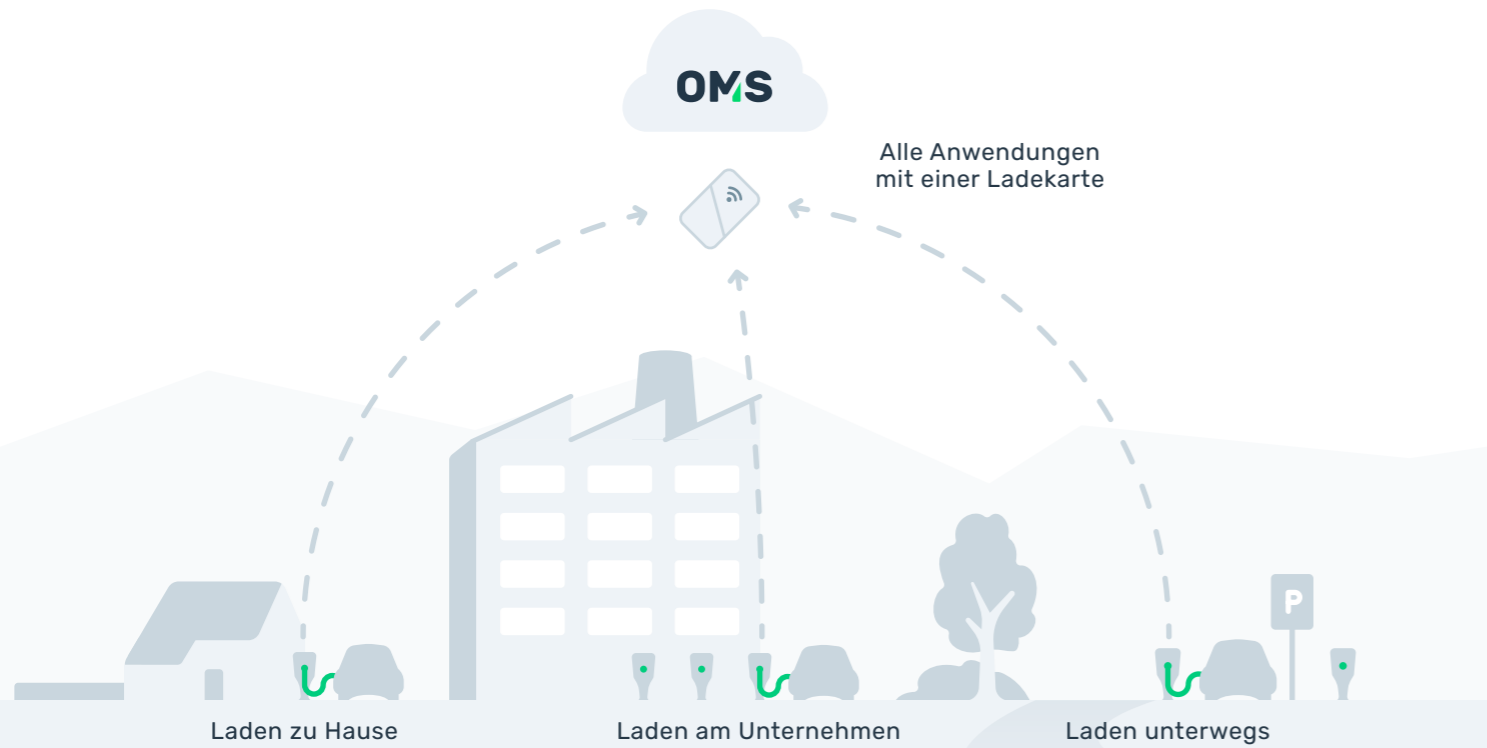 OMS
Alle Anwendungen
mit einer Ladekarte
P
Laden zu Hause
Laden am Unternehmen
Laden unterwegs